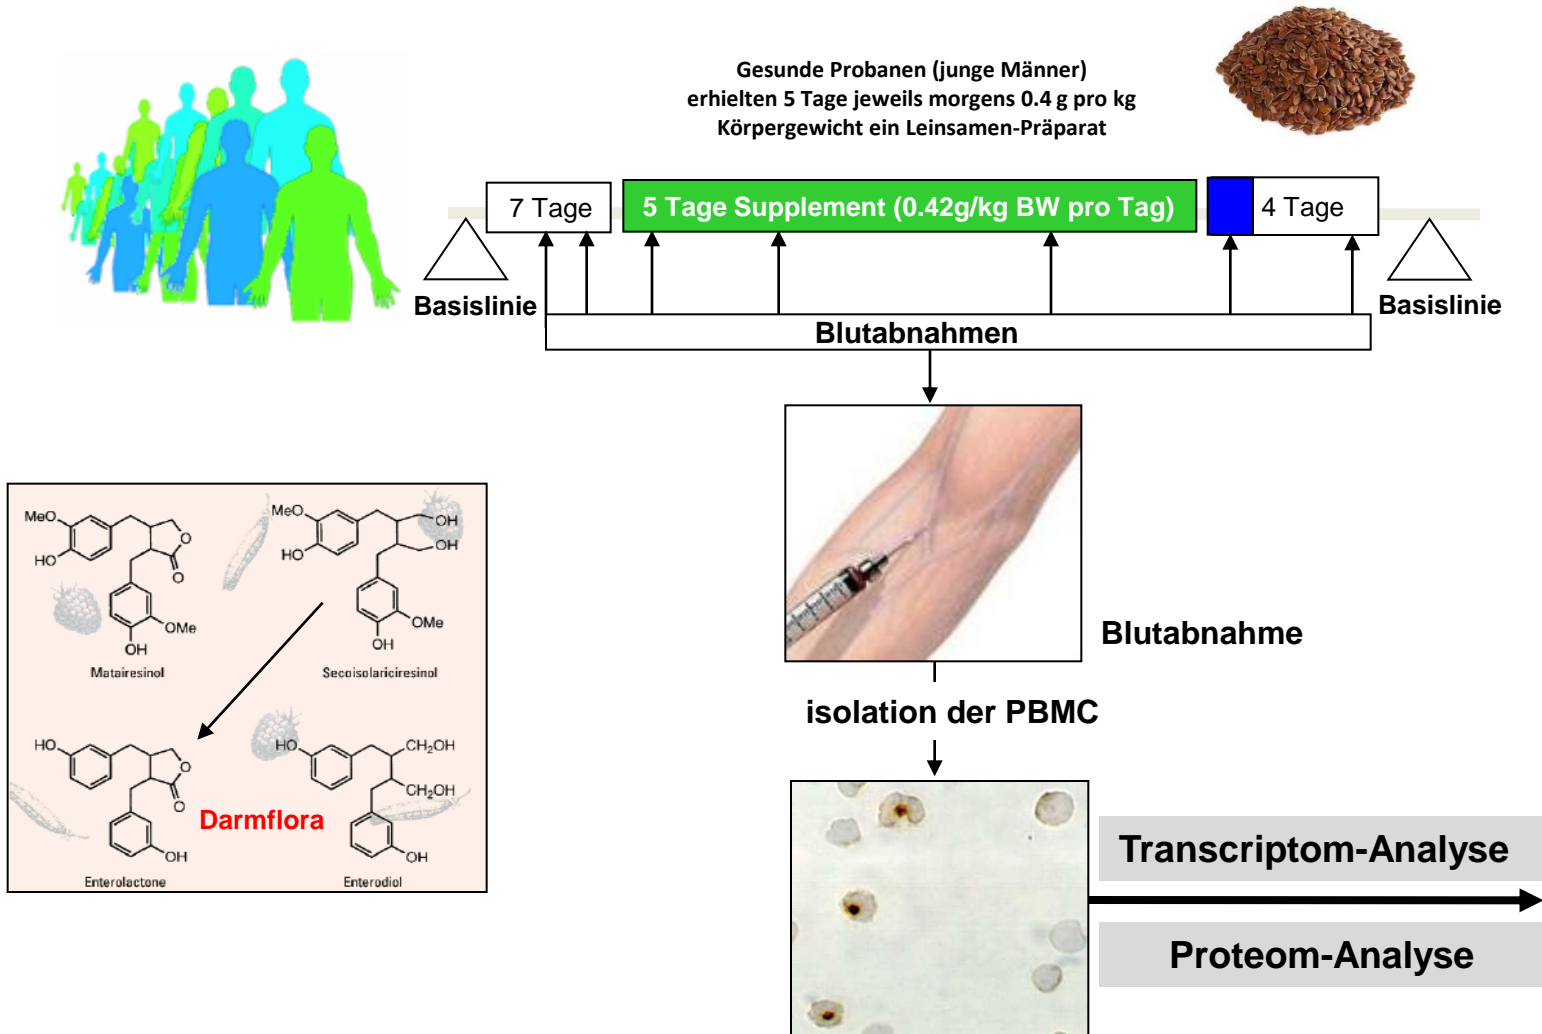 Gesunde Probanen (junge Männer)
erhielten 5 Tage jeweils morgens 0.4 g pro kg
Körpergewicht ein Leinsamen-Präparat
7 Tage
5 Tage Supplement (0.42g/kg BW pro Tag)
4 Tage
Basislinie
Basislinie
Blutabnahmen
Blutabnahme
isolation der PBMC
MeO
HO
O
O
OMe
OH
Matairesinol
MeO
HO
OH
OH
OMe
OH
Secoisolariciresinol
HO
O
O
OH
Enterolactone
Darmflora
HO
CH₂OH
CH₂OH
OH
Enterodiol
Transcriptom-Analyse
Proteom-Analyse